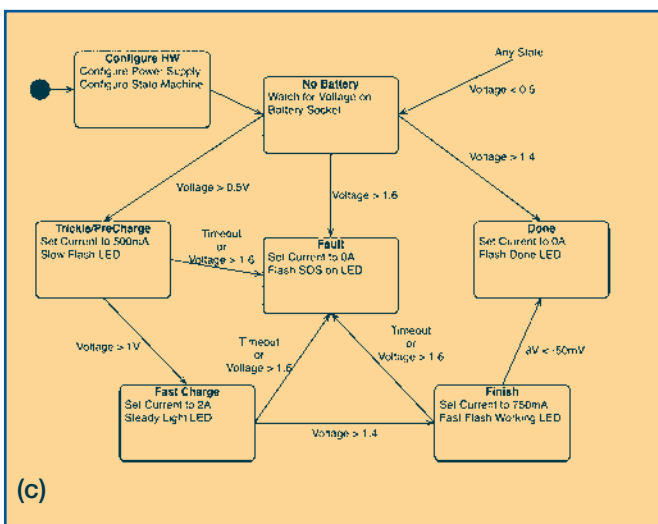 Configure HW
Configure Power Supply
Configure State Machine
No Battery
Watch for Voltage on
Battery Socket
Any State
Voltage < 0.5
Voltage > 1.4
Voltage > 0.5V
Voltage > 1.6
Trickle/PreCharge
Set Current to 500mA
Slow Flash LED
Timeout
or
Voltage > 1.6
Fault
Set Current to 0A
Flash SOS on LED
Done
Set Current to 0A
Flash Done LED
Voltage > 1V
Timeout
or
Voltage > 1.6
Timeout
or
Voltage > 1.6
dV < -50mV
Fast Charge
Set Current to 2A
Steady Light LED
Voltage > 1.4
Finish
Set Current to 750mA
Fast Flash Working LED
(c)